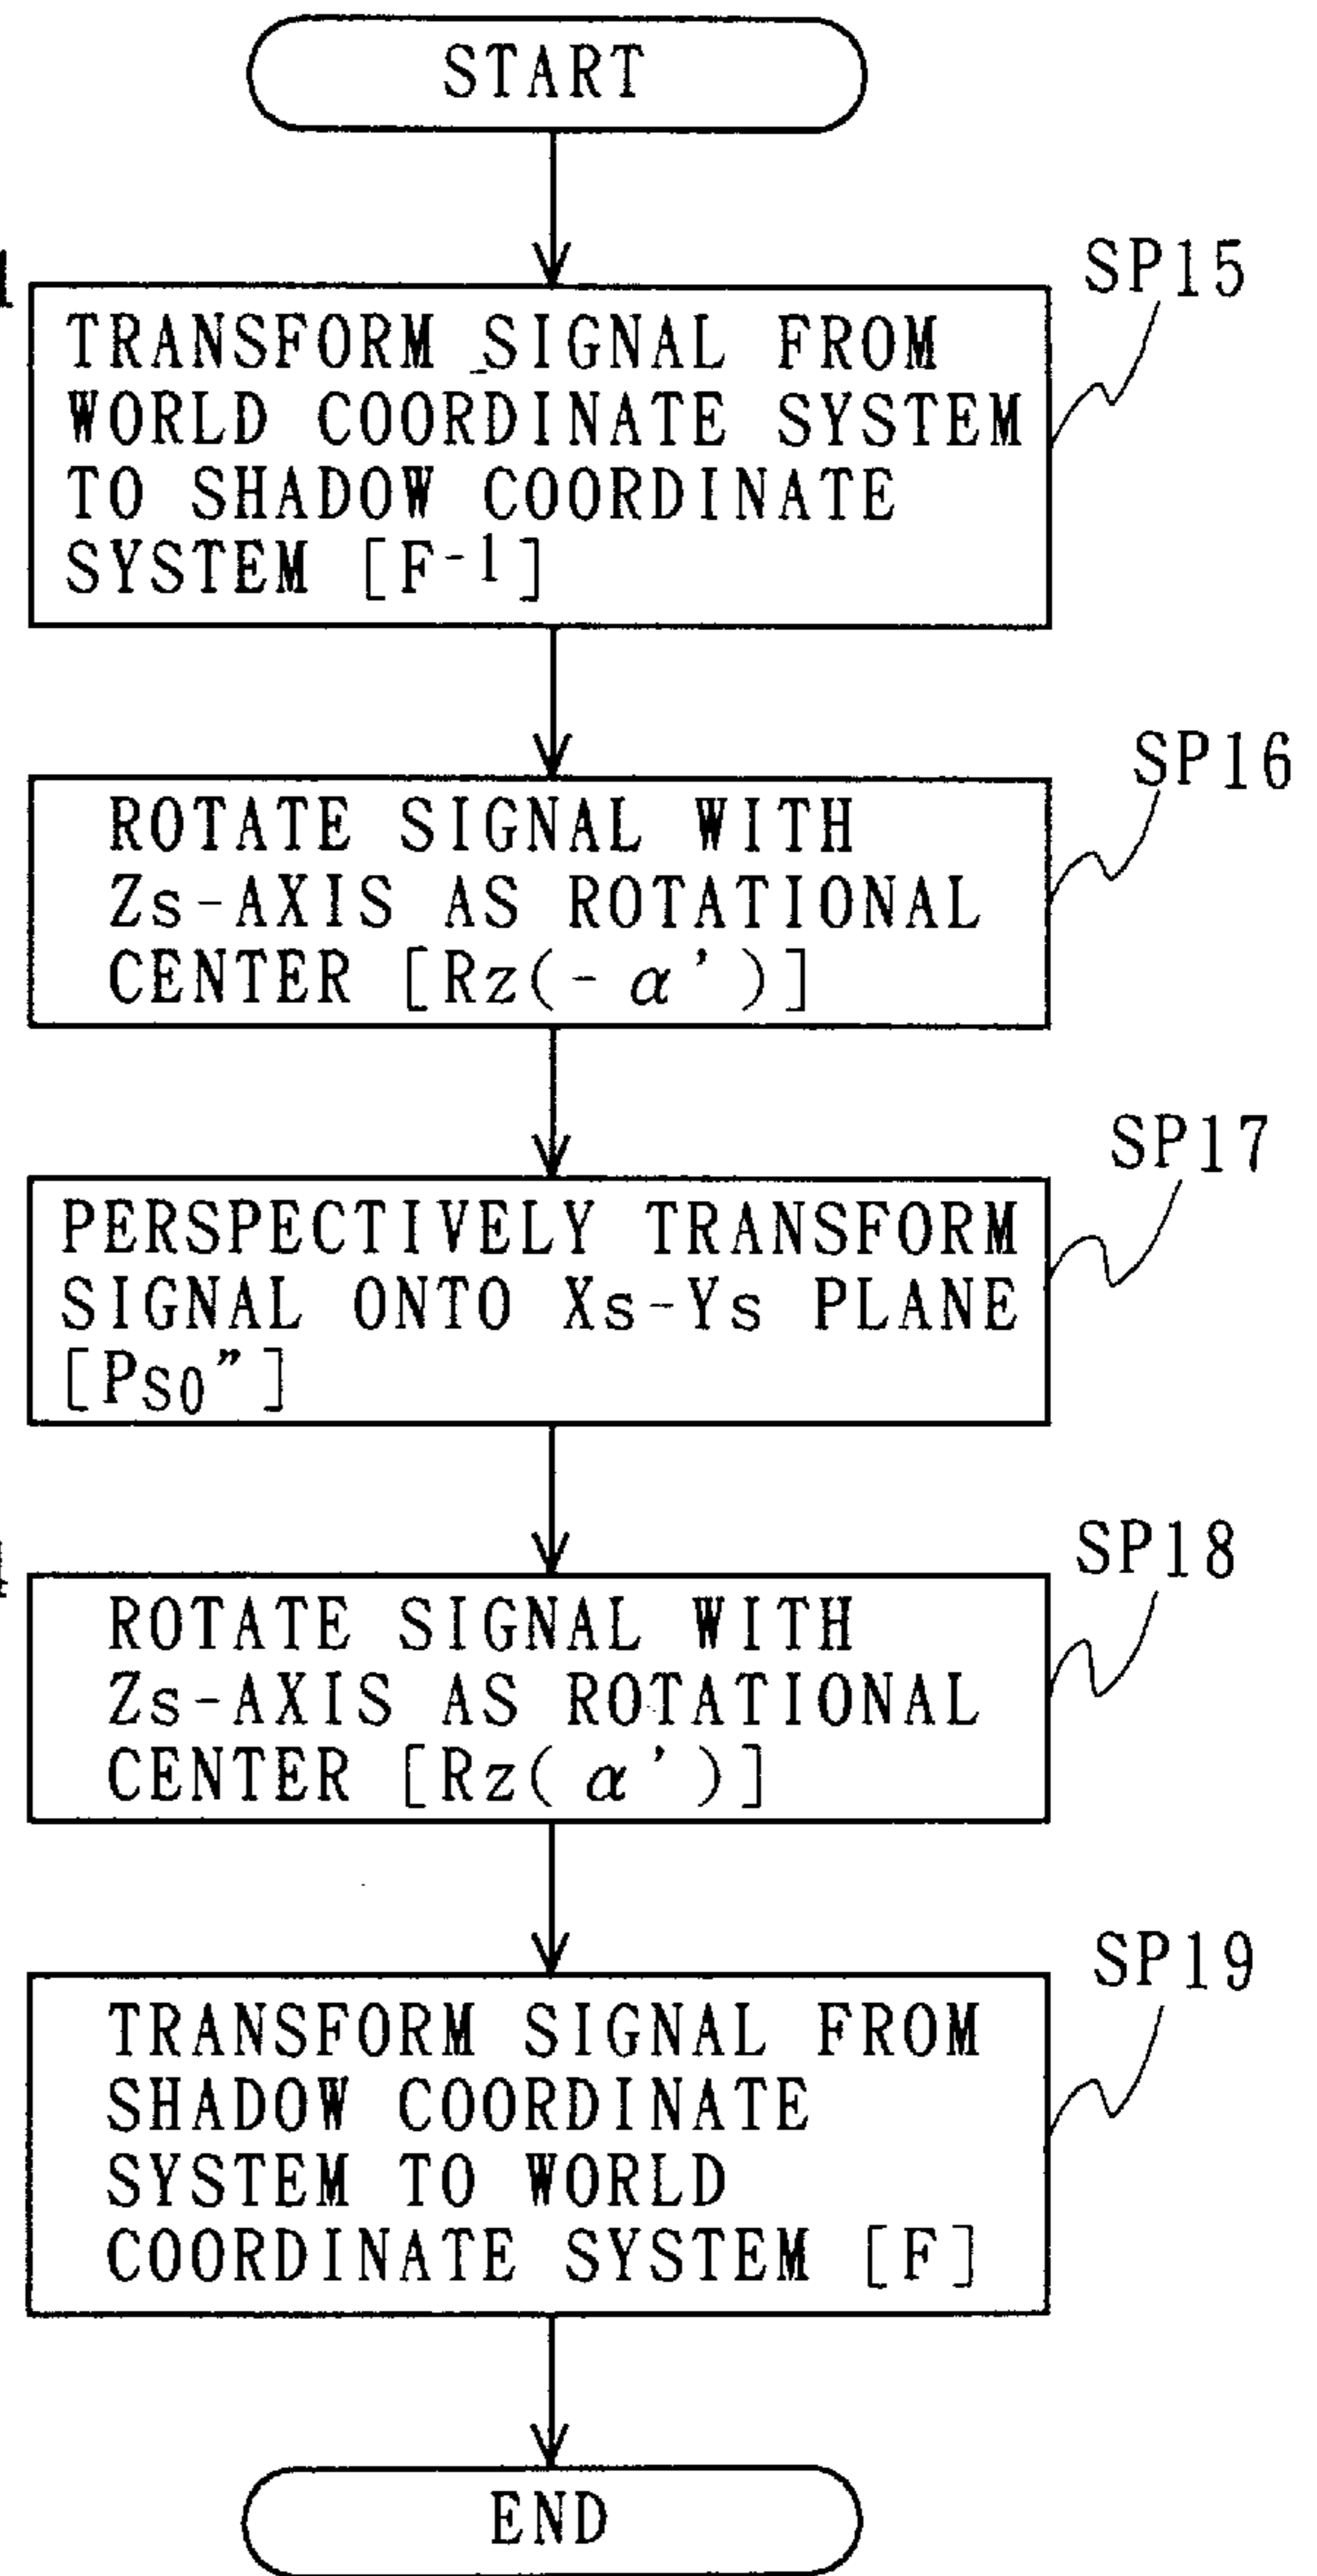 START
SP15
TRANSFORM SIGNAL FROM
WORLD COORDINATE SYSTEM
TO SHADOW COORDINATE
SYSTEM [F⁻¹]
SP16
ROTATE SIGNAL WITH
Zs-AXIS AS ROTATIONAL
CENTER [Rz(-α')]
SP17
PERSPECTIVELY TRANSFORM
SIGNAL ONTO Xs-Ys PLANE
[PS0"]
SP18
ROTATE SIGNAL WITH
Zs-AXIS AS ROTATIONAL
CENTER [Rz(α')]
SP19
TRANSFORM SIGNAL FROM
SHADOW COORDINATE
SYSTEM TO WORLD
COORDINATE SYSTEM [F]
END